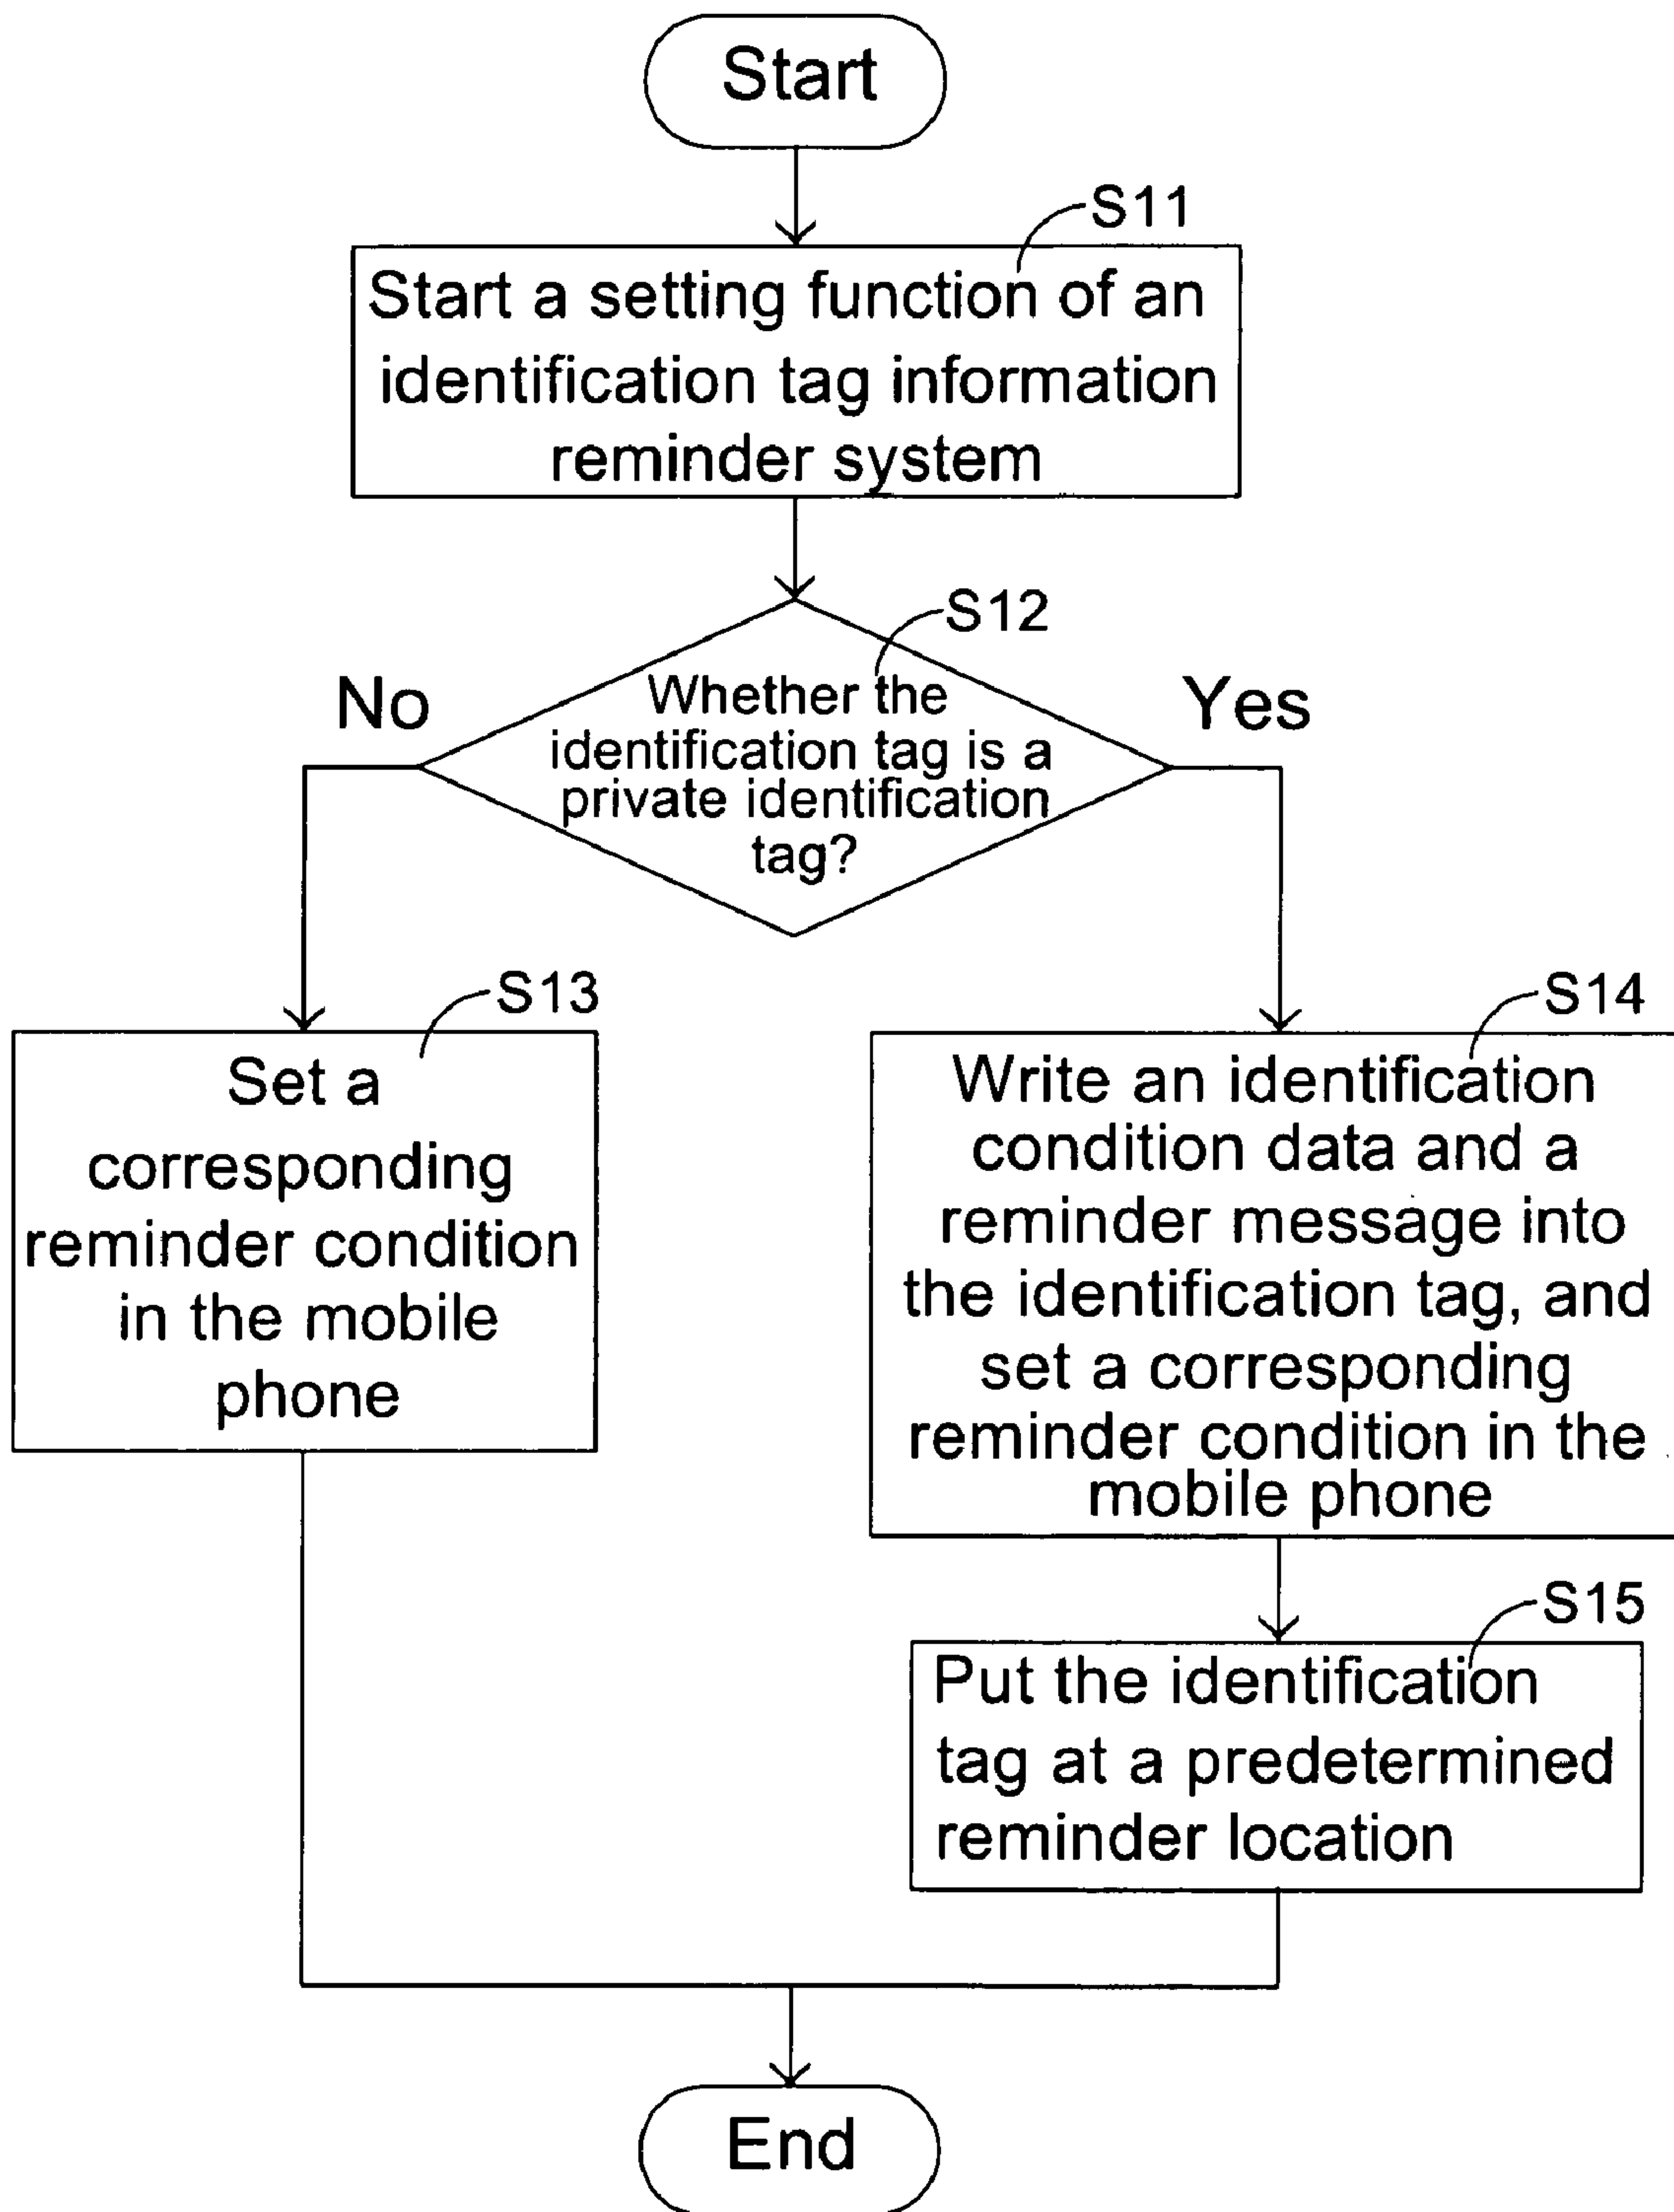 Start
S11
Start a setting function of an
identification tag information
reminder system
S12
No
Yes
Whether the
identification tag is a
private identification
tag?
S13
Set a
corresponding
reminder condition
in the mobile
phone
S14
Write an identification
condition data and a
reminder message into
the identification tag, and
set a corresponding
reminder condition in the
mobile phone
S15
Put the identification
tag at a predetermined
reminder location
End